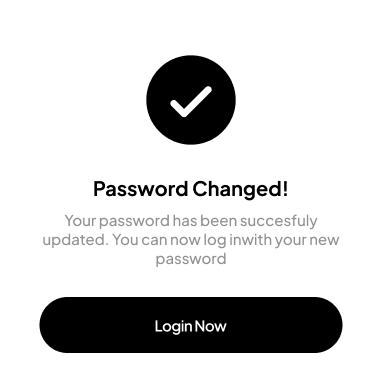 Password Changed!
Your password has been succesfuly
updated. You can now log inwith your new
password
Login Now